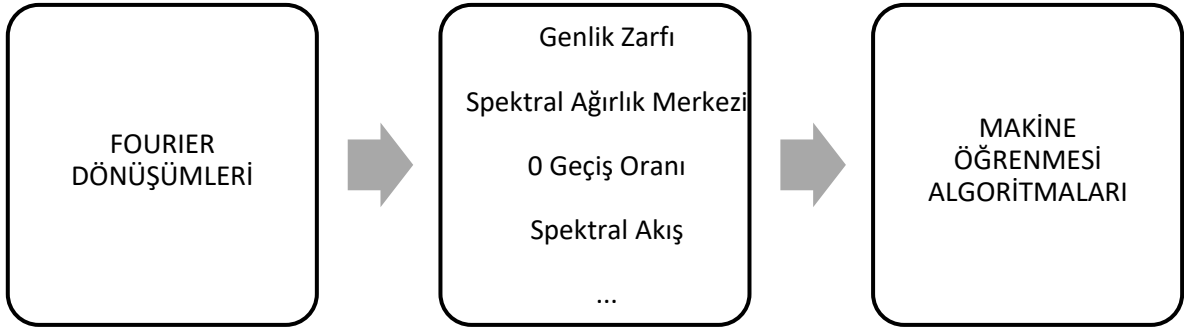 FOURIER
DÖNÜŞÜMLERİ
Genlik Zarfı
Spektral Ağırlık Merkezi
0 Geçiş Oranı
Spektral Akış
...
MAKİNE
ÖĞRENMESİ
ALGORİTMALARI